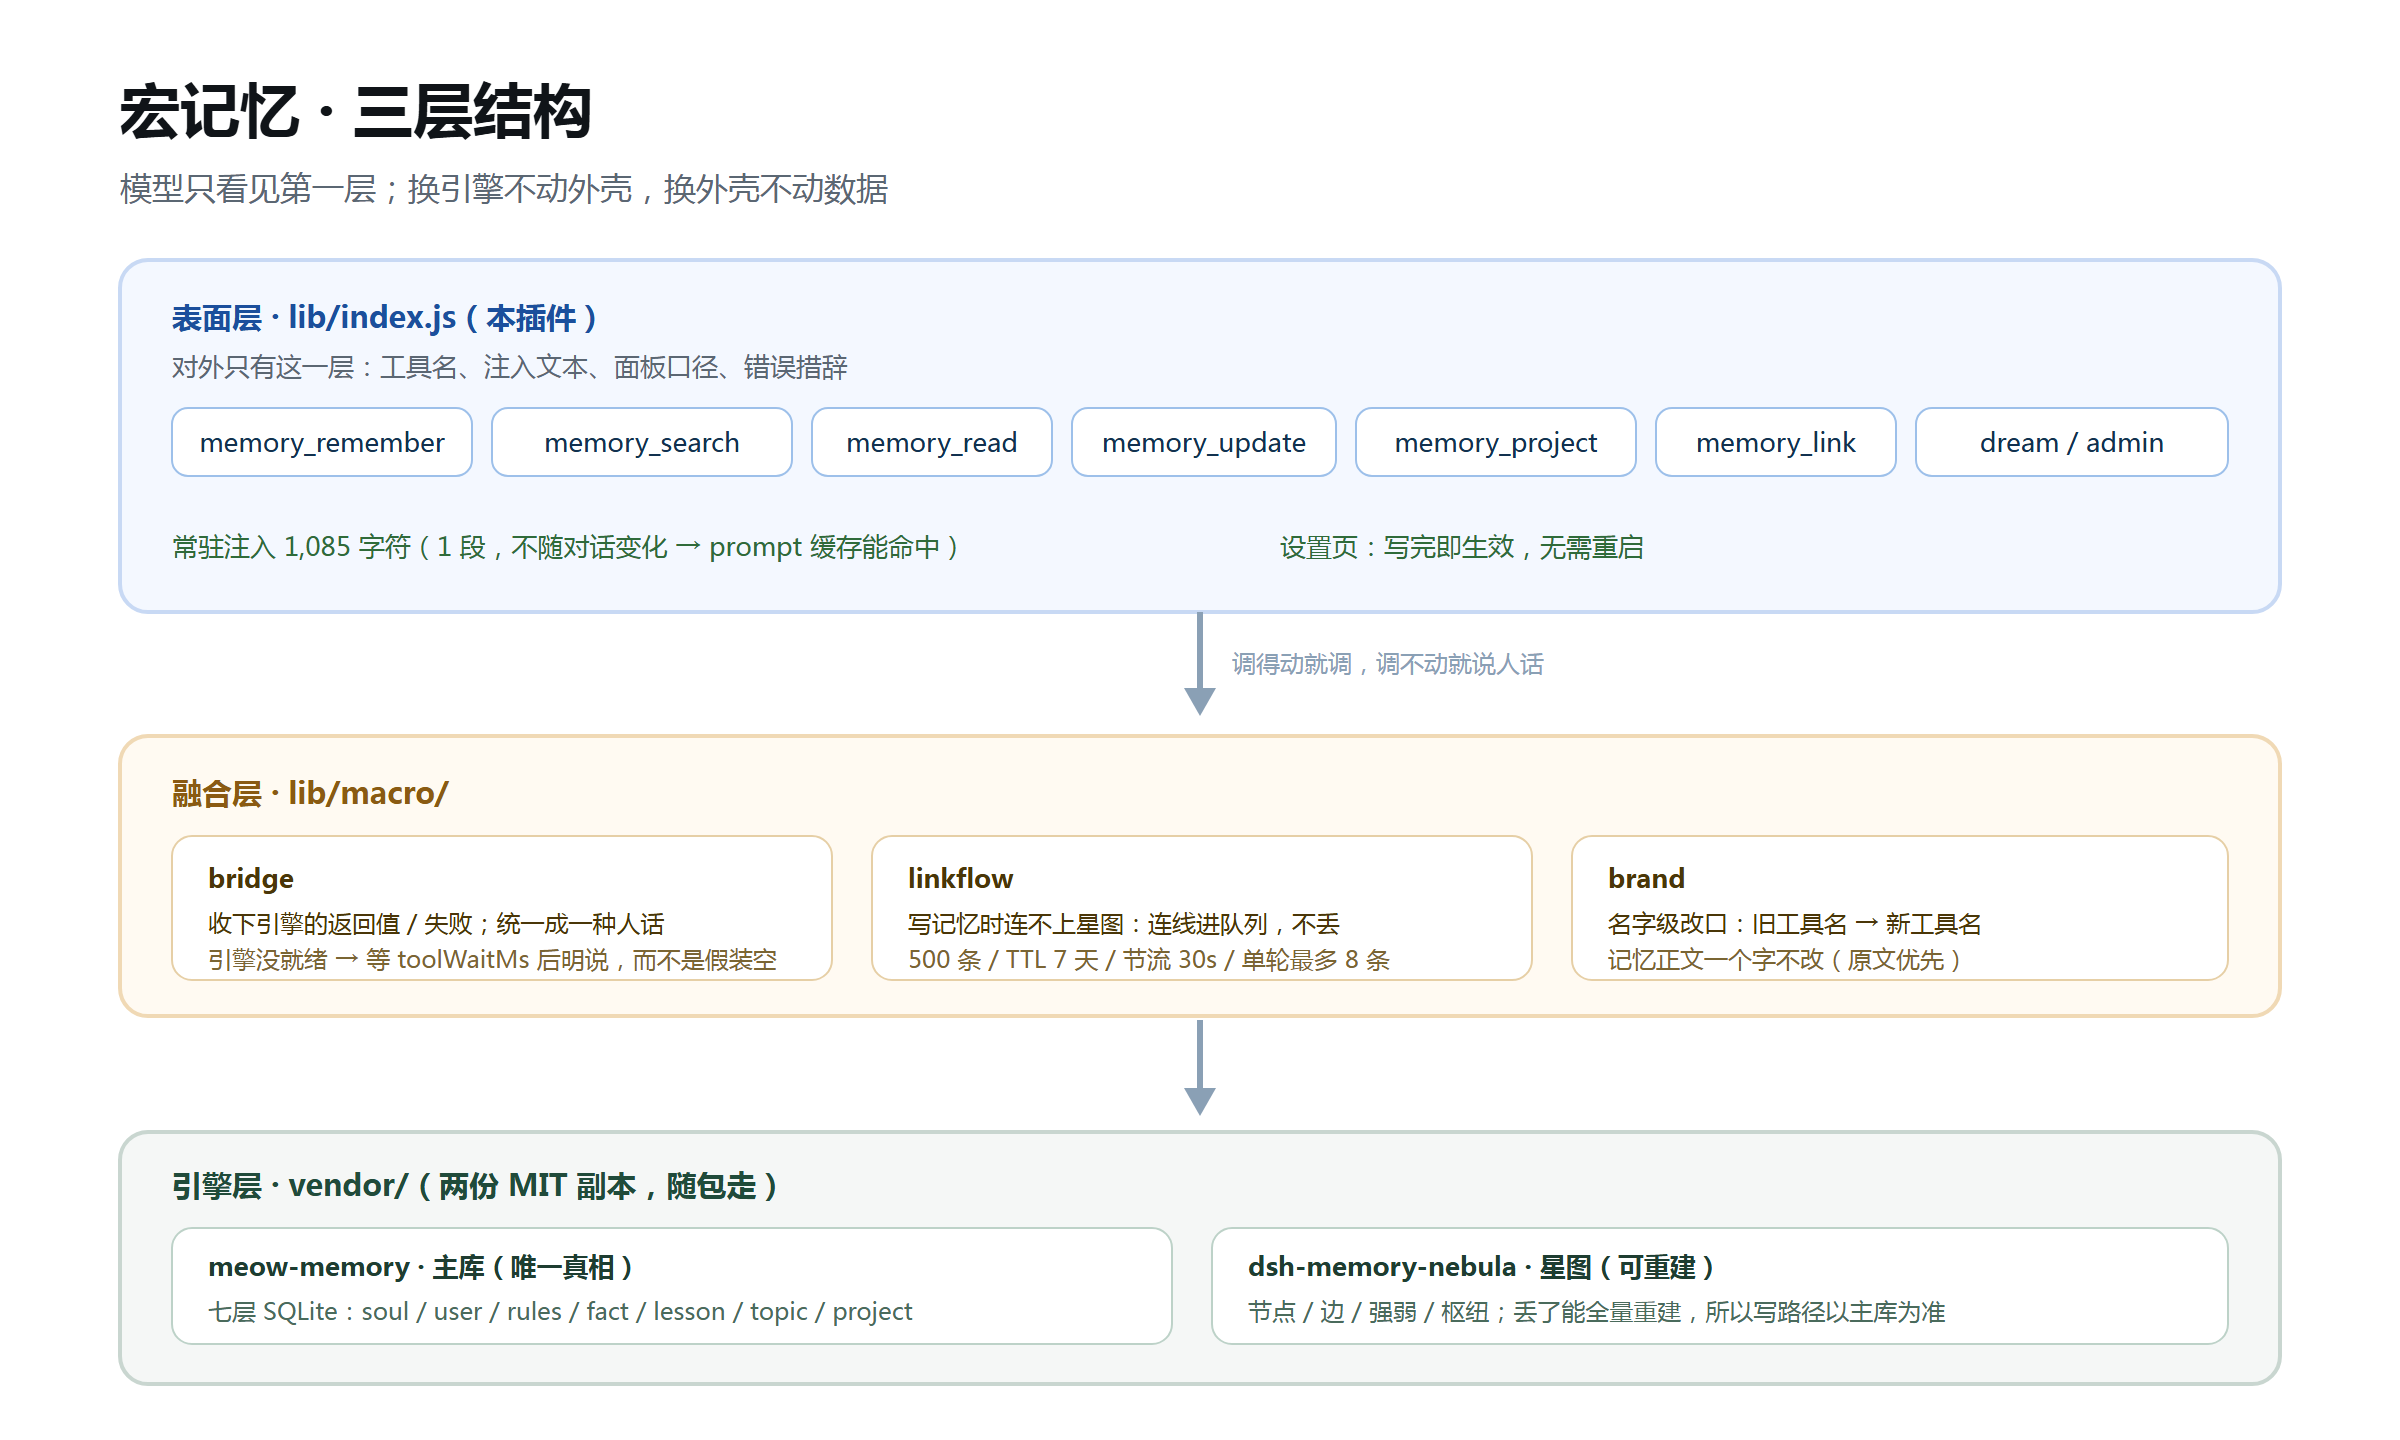 宏记忆 · 三层结构
模型只看见第一层；换引擎不动外壳，换外壳不动数据
表面层 · lib/index.js（本插件）
对外只有这一层：工具名、注入文本、面板口径、错误措辞
memory_remember
memory_search
memory_read
memory_update
memory_project
memory_link
dream / admin
常驻注入 1,085 字符（1 段，不随对话变化 → prompt 缓存能命中）
设置页：写完即生效，无需重启
调得动就调，调不动就说人话
融合层 · lib/macro/
bridge
收下引擎的返回值 / 失败；统一成一种人话
引擎没就绪 → 等 toolWaitMs 后明说，而不是假装空
linkflow
写记忆时连不上星图：连线进队列，不丢
500 条 / TTL 7 天 / 节流 30s / 单轮最多 8 条
brand
名字级改口：旧工具名 → 新工具名
记忆正文一个字不改（原文优先）
引擎层 · vendor/（两份 MIT 副本，随包走）
meow-memory · 主库（唯一真相）
七层 SQLite：soul / user / rules / fact / lesson / topic / project
dsh-memory-nebula · 星图（可重建）
节点 / 边 / 强弱 / 枢纽；丢了能全量重建，所以写路径以主库为准